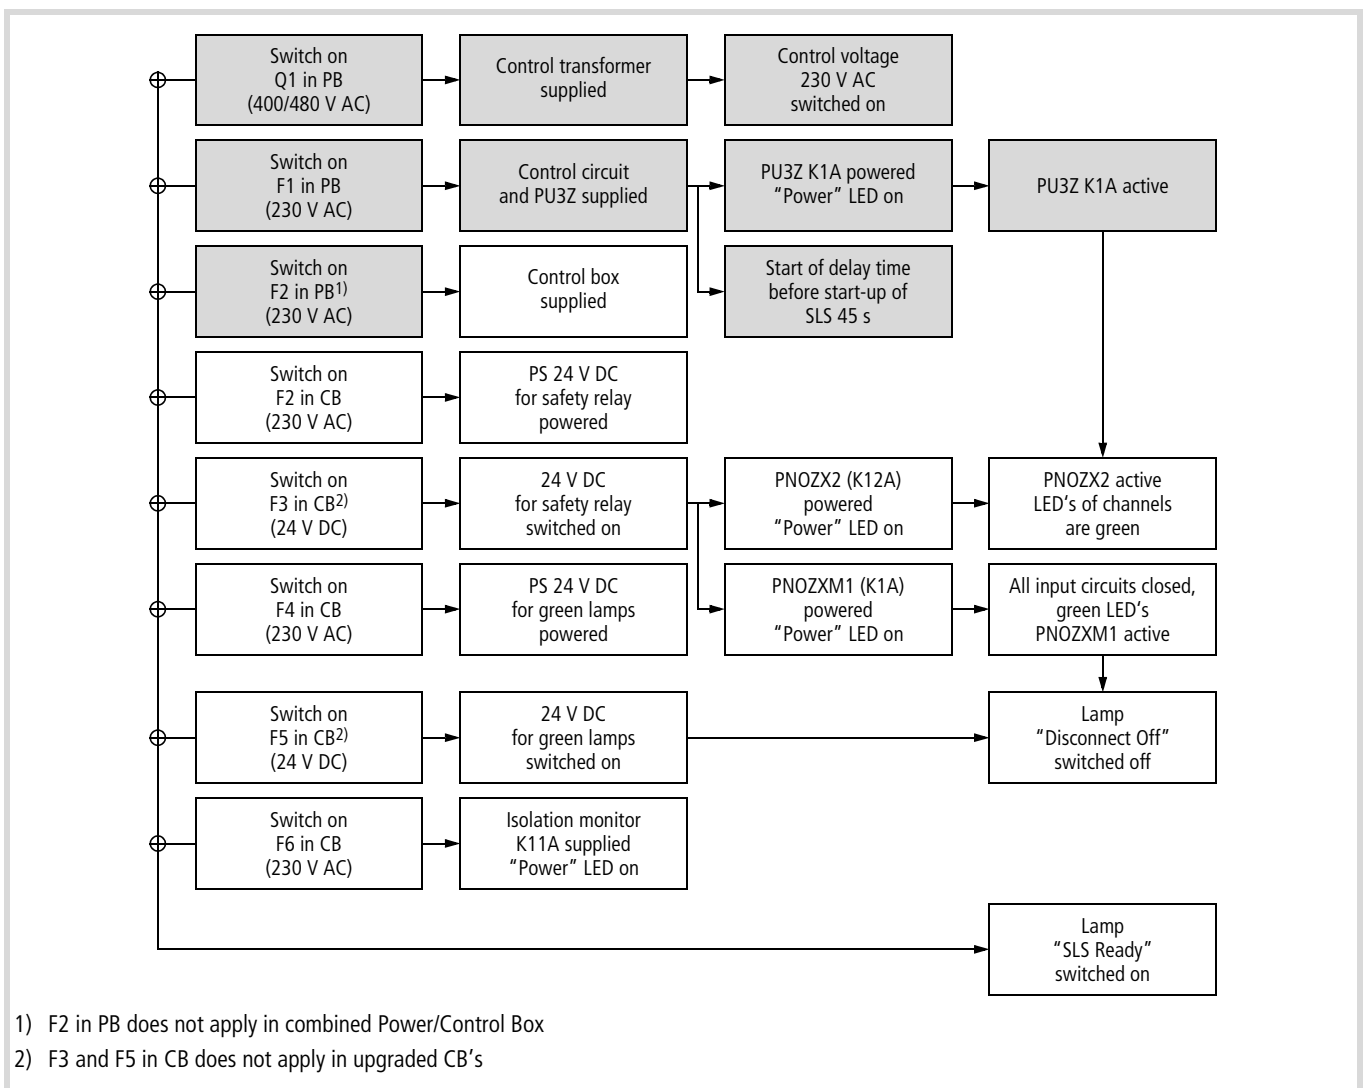 Switch on
Q1 in PB
(400/480 V AC)
Control transformer
supplied
Control voltage
230 V AC
switched on
Switch on
F1 in PB
(230 V AC)
Control circuit
and PU3Z supplied
PU3Z K1A powered
“Power” LED on
PU3Z K1A active
Switch on
F2 in PB1)
(230 V AC)
Control box
supplied
Start of delay time
before start-up of
SLS 45 s
Switch on
F2 in CB
(230 V AC)
PS 24 V DC
for safety relay
powered
Switch on
F3 in CB2)
(24 V DC)
24 V DC
for safety relay
switched on
PNOZX2 (K12A)
powered
“Power” LED on
PNOZX2 active
LED‘s of channels
are green
Switch on
F4 in CB
(230 V AC)
PS 24 V DC
for green lamps
powered
PNOZXM1 (K1A)
powered
“Power” LED on
All input circuits closed,
green LED‘s
PNOZXM1 active
Switch on
F5 in CB2)
(24 V DC)
24 V DC
for green lamps
switched on
Lamp
“Disconnect Off”
switched off
Switch on
F6 in CB
(230 V AC)
Isolation monitor
K11A supplied
“Power” LED on
Lamp
“SLS Ready”
switched on
1) F2 in PB does not apply in combined Power/Control Box
2) F3 and F5 in CB does not apply in upgraded CB’s